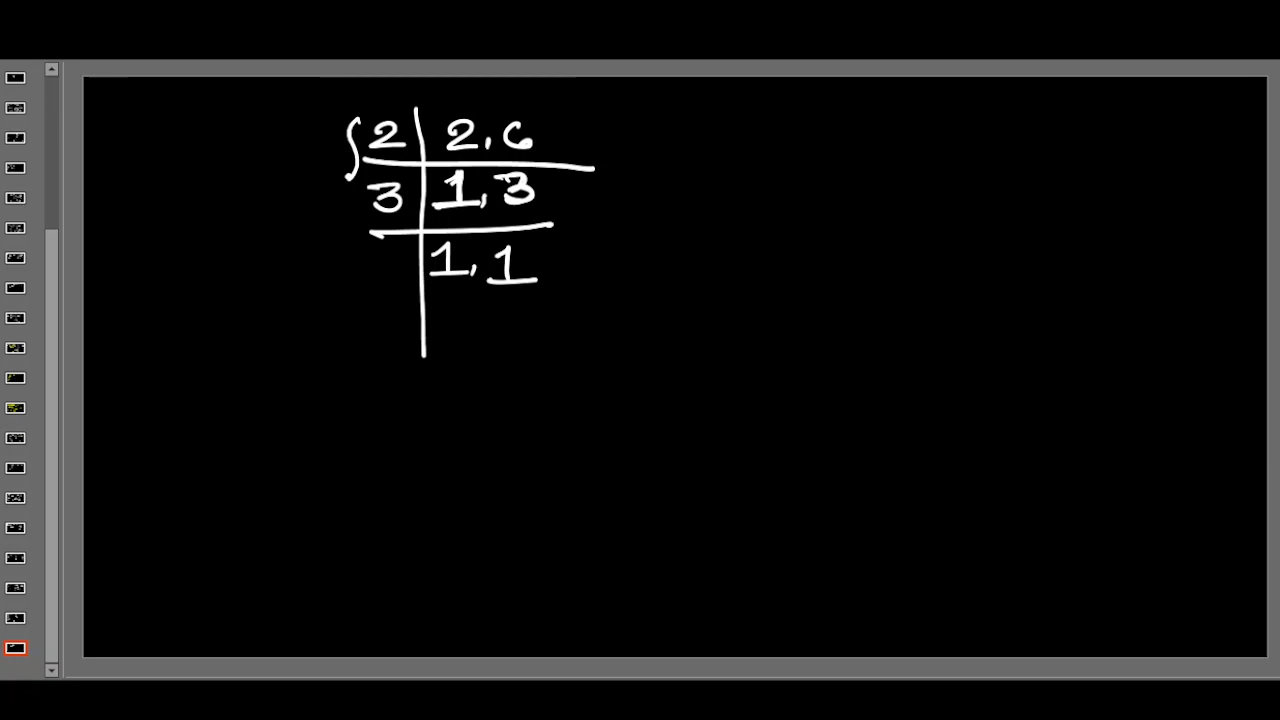 2 | 2, 6
3 | 1, 3
| 1, 1